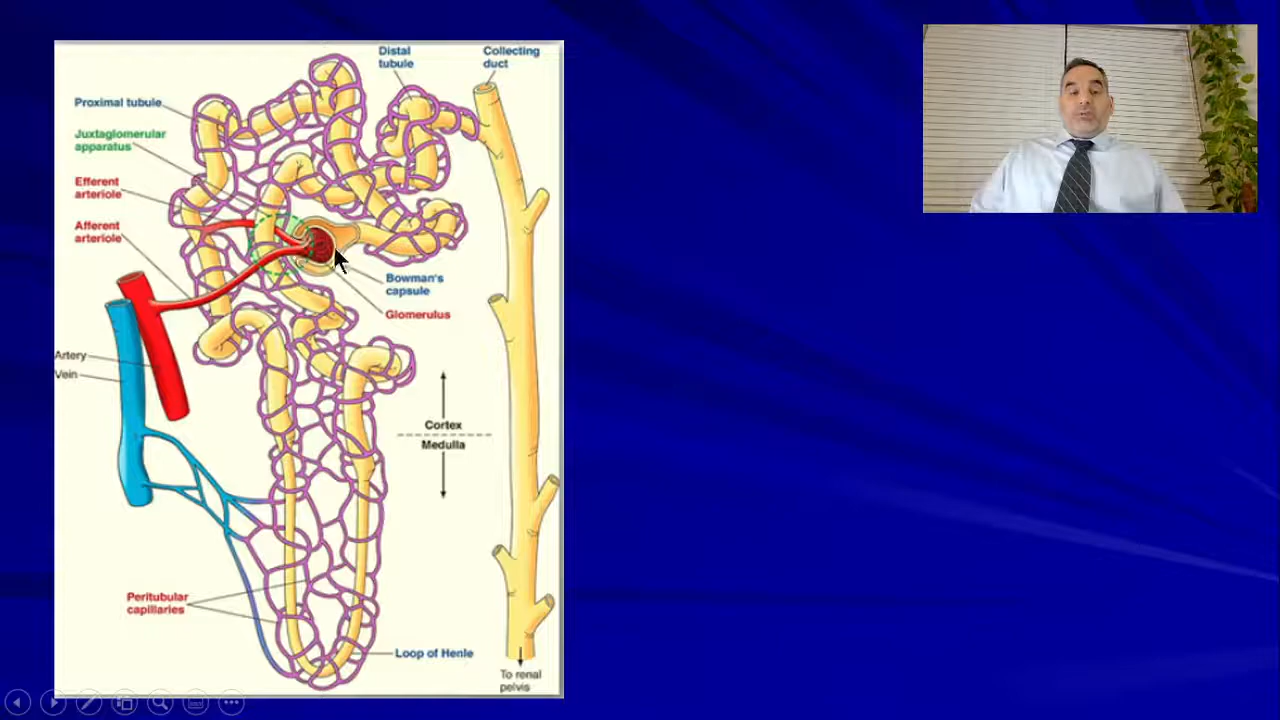 Distal
tubule
Collecting
duct
Proximal tubule
Juxtaglomerular
apparatus
Efferent
arteriole
Afferent
arteriole
Bowman's
capsule
Glomerulus
Artery
Vein
Cortex
Medulla
Peritubular
capillaries
Loop of Henle
To renal
pelvis